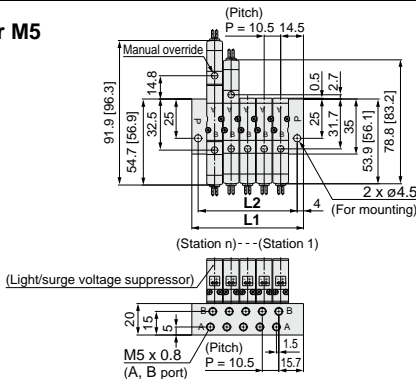 r M5
(Pitch)
P = 10.5 14.5
Manual override
91.9 [96.3]
54.7 [56.9]
14.8
32.5
25
0.5
2.7
25
31.7
35
53.9 [56.1]
78.8 [83.2]
P P
B B B B B
2 x ø4.5
(For mounting)
L2 4
L1
(Station n)---(Station 1)
(Light/surge voltage suppressor)
20
15
5
B B
A A
M5 x 0.8
(A, B port)
(Pitch)
P = 10.5
1.5
15.7